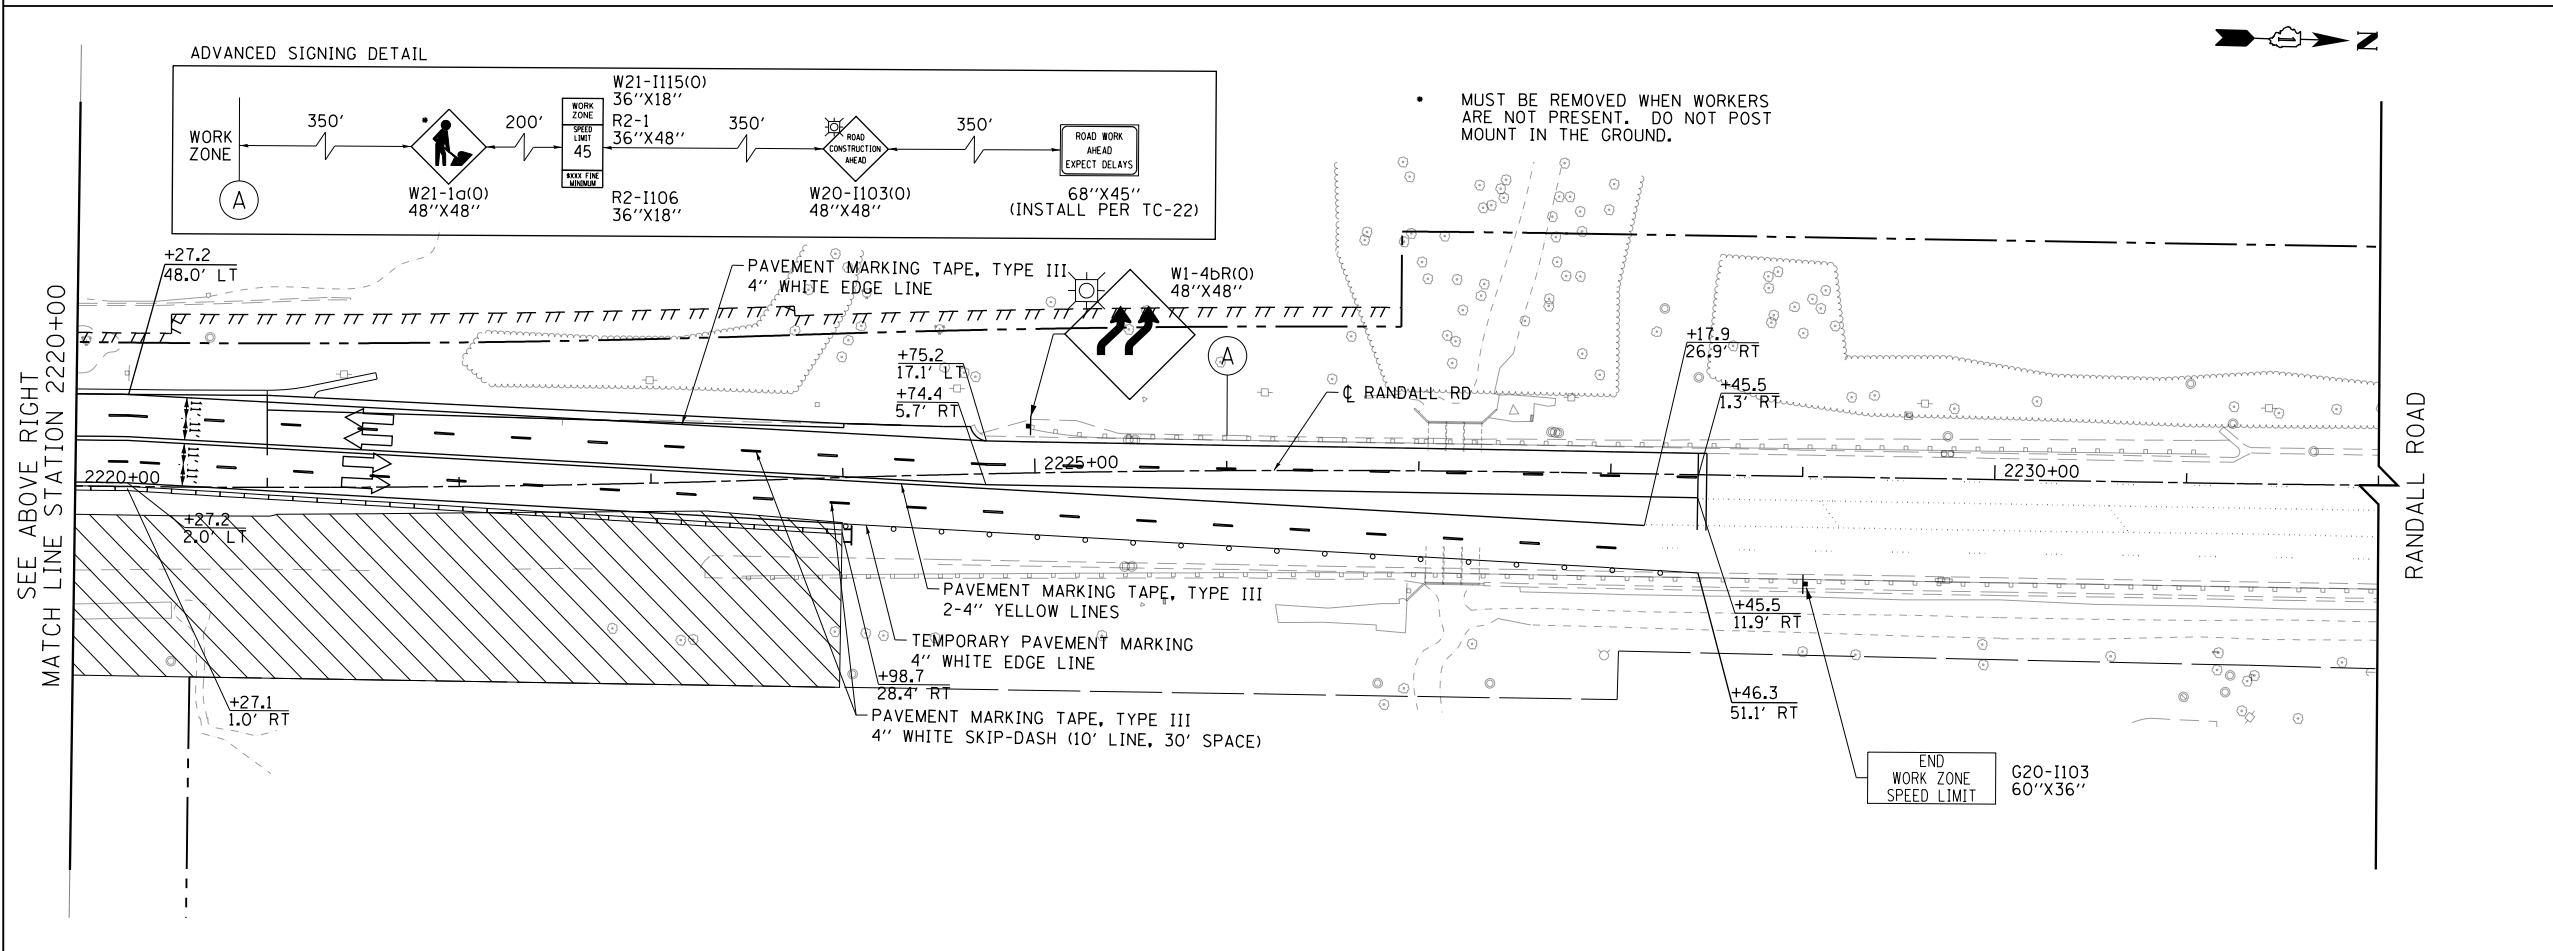 N
ADVANCED SIGNING DETAIL
WORK
ZONE
A
350'
*
W21-1a(O)
48"X48"
200'
WORK
ZONE
SPEED
LIMIT
45
$XXX FINE
MINIMUM
W21-I115(O)
36"X18"
R2-1
36"X48"
R2-I106
36"X18"
350'
ROAD
CONSTRUCTION
AHEAD
W20-I103(O)
48"X48"
350'
ROAD WORK
AHEAD
EXPECT DELAYS
68"X45"
(INSTALL PER TC-22)
* MUST BE REMOVED WHEN WORKERS
ARE NOT PRESENT. DO NOT POST
MOUNT IN THE GROUND.
+27.2
48.0' LT
PAVEMENT MARKING TAPE, TYPE III
4" WHITE EDGE LINE
W1-4bR(O)
48"X48"
A
+75.2
17.1' LT
+74.4
5.7' RT
℄ RANDALL RD
+17.9
26.9' RT
+45.5
1.3' RT
SEE ABOVE RIGHT
MATCH LINE STATION 2220+00
11'
11'
11'
11'
2220+00
2225+00
2230+00
RANDALL ROAD
+27.2
2.0' LT
+27.1
1.0' RT
PAVEMENT MARKING TAPE, TYPE III
2-4" YELLOW LINES
TEMPORARY PAVEMENT MARKING
4" WHITE EDGE LINE
+98.7
28.4' RT
PAVEMENT MARKING TAPE, TYPE III
4" WHITE SKIP-DASH (10' LINE, 30' SPACE)
+45.5
11.9' RT
+46.3
51.1' RT
END
WORK ZONE
SPEED LIMIT
G20-I103
60"X36"